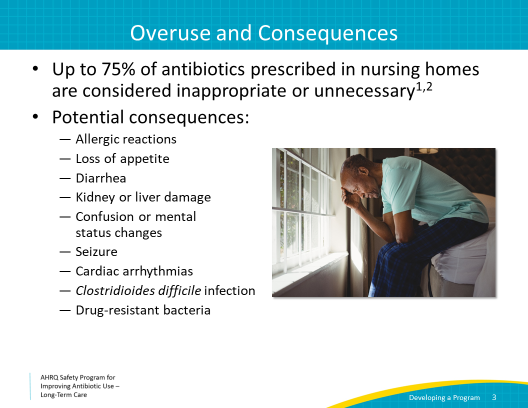 Overuse and Consequences
• Up to 75% of antibiotics prescribed in nursing homes
are considered inappropriate or unnecessary1,2
• Potential consequences:
— Allergic reactions
— Loss of appetite
— Diarrhea
— Kidney or liver damage
— Confusion or mental
status changes
— Seizure
— Cardiac arrhythmias
— Clostridioides difficile infection
— Drug-resistant bacteria
AHRQ Safety Program for
Improving Antibiotic Use –
Long-Term Care
Developing a Program 3